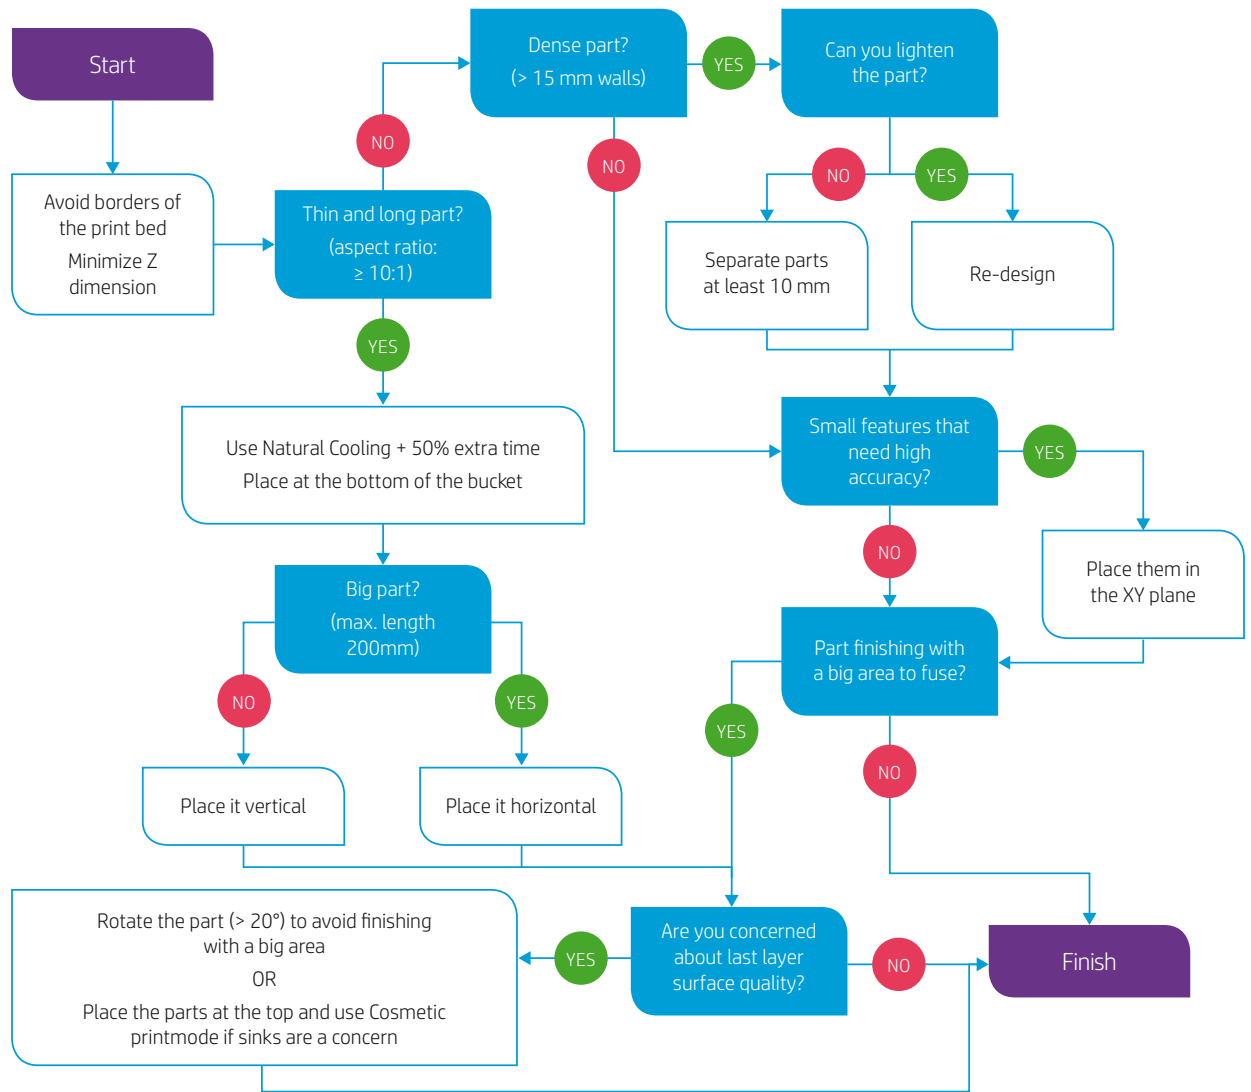 Start
Avoid borders of
the print bed
Minimize Z
dimension
Thin and long part?
(aspect ratio:
≥ 10:1)
NO
YES
Dense part?
(> 15 mm walls)
YES
NO
Can you lighten
the part?
NO
YES
Separate parts
at least 10 mm
Re-design
Use Natural Cooling + 50% extra time
Place at the bottom of the bucket
Small features that
need high
accuracy?
YES
NO
Place them in
the XY plane
Big part?
(max. length
200mm)
NO
YES
Place it vertical
Place it horizontal
Part finishing with
a big area to fuse?
YES
NO
Are you concerned
about last layer
surface quality?
YES
NO
Rotate the part (> 20°) to avoid finishing
with a big area
OR
Place the parts at the top and use Cosmetic
printmode if sinks are a concern
Finish